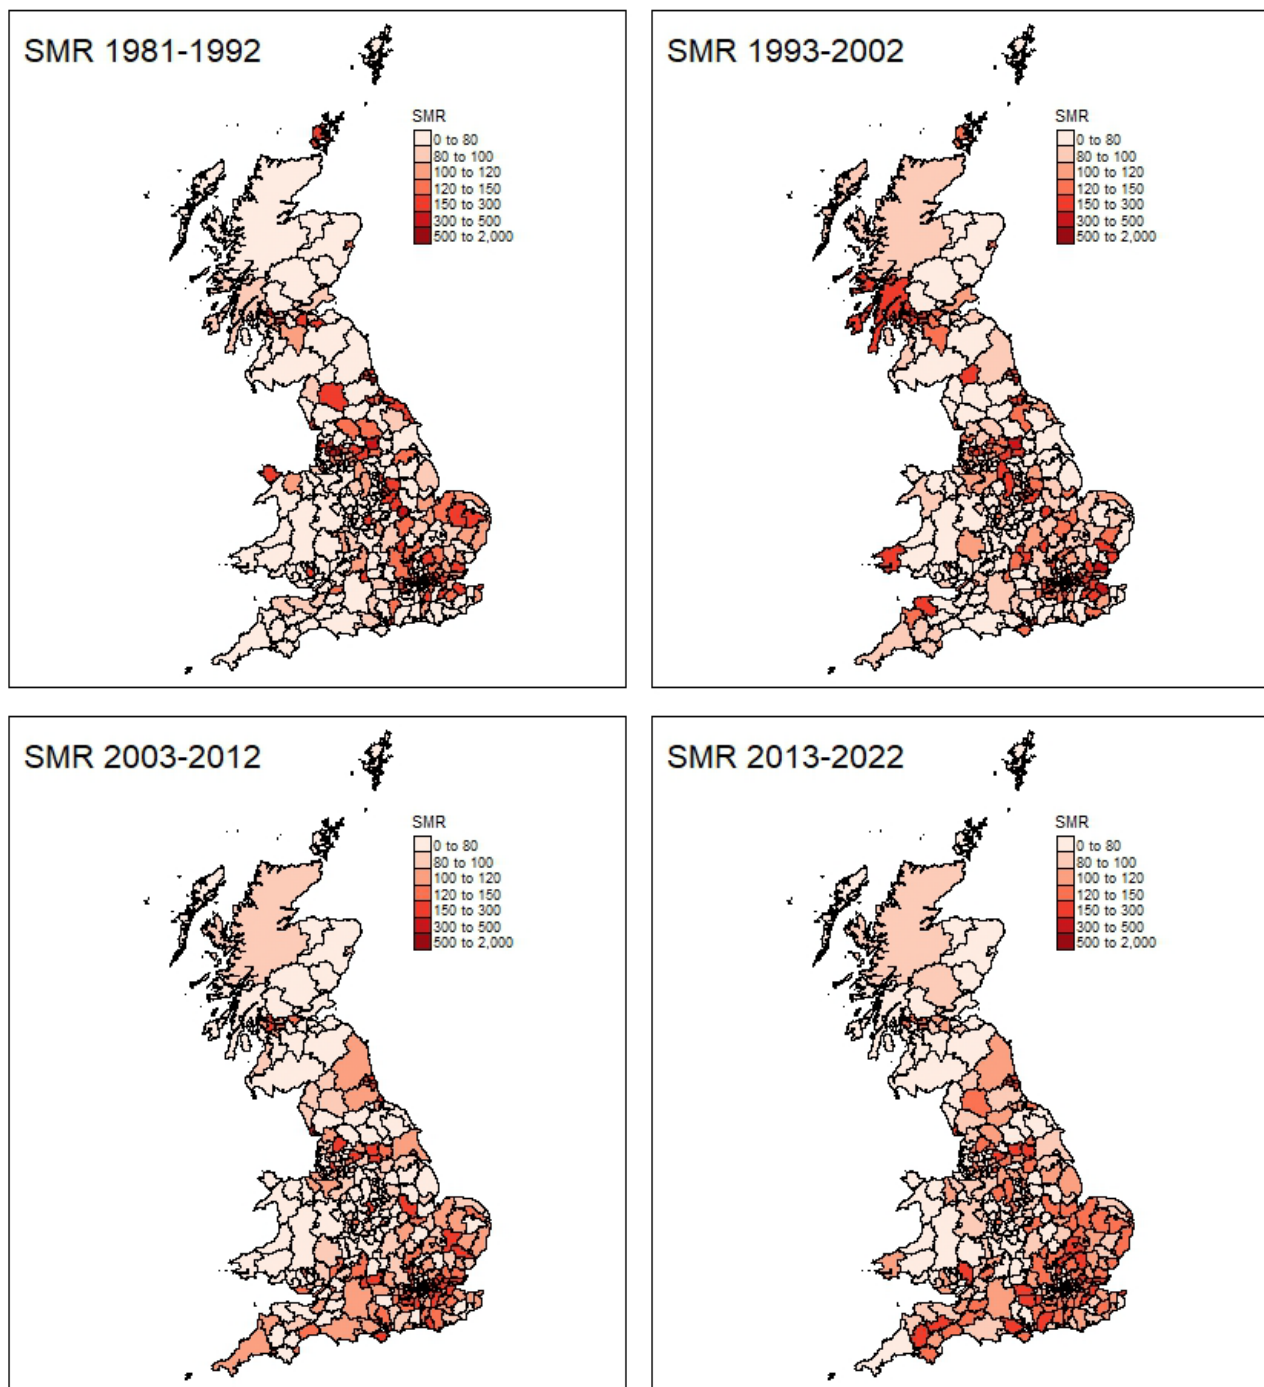 SMR 1981-1992
SMR
0 to 80
80 to 100
100 to 120
120 to 150
150 to 300
300 to 500
500 to 2,000
SMR 1993-2002
SMR
0 to 80
80 to 100
100 to 120
120 to 150
150 to 300
300 to 500
500 to 2,000
SMR 2003-2012
SMR
0 to 80
80 to 100
100 to 120
120 to 150
150 to 300
300 to 500
500 to 2,000
SMR 2013-2022
SMR
0 to 80
80 to 100
100 to 120
120 to 150
150 to 300
300 to 500
500 to 2,000